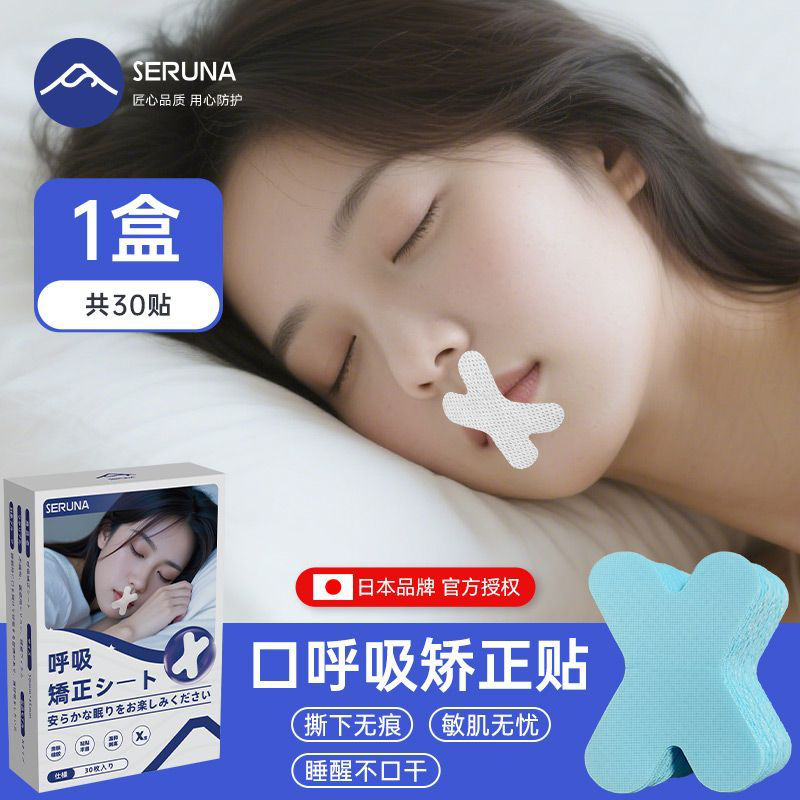 SERUNA
匠心品质 用心防护
1盒
共30贴
SERUNA
呼吸
矯正シート
安らかな眠りをお楽しみください
仕様
30枚入り
日本品牌 官方授权
口呼吸矫正贴
撕下无痕
敏肌无忧
睡醒不口干